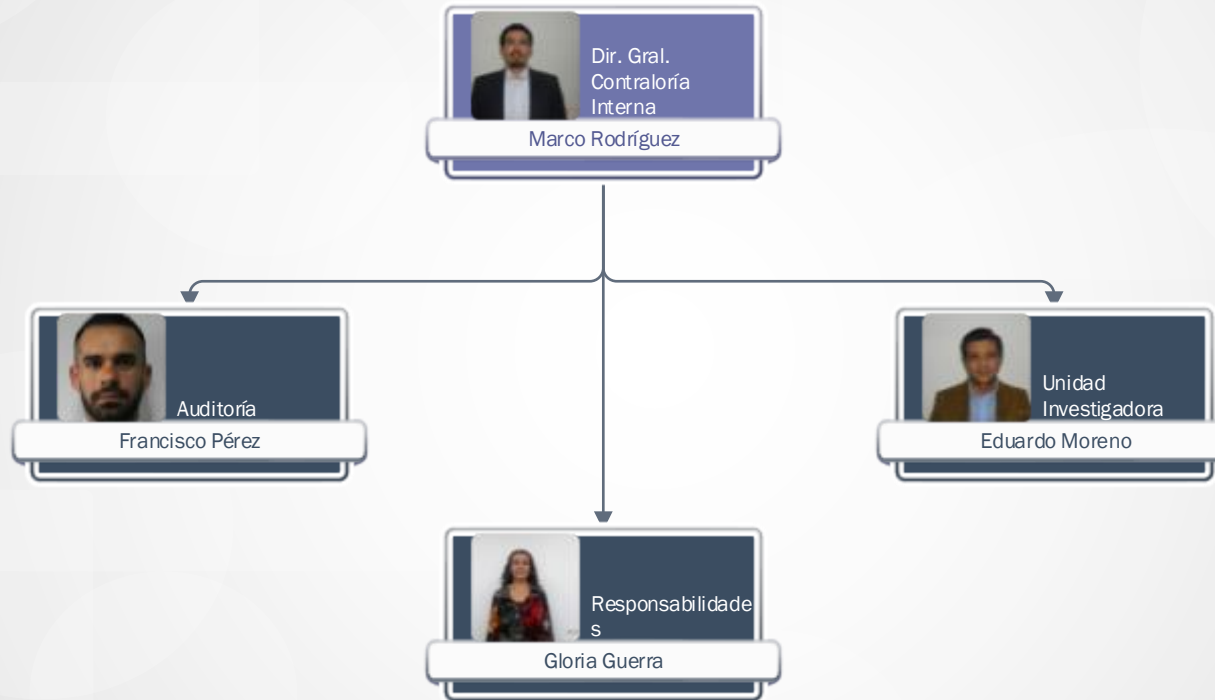 Dir. Gral.
Contraloría
Interna
Marco Rodríguez
Auditoría
Francisco Pérez
Unidad
Investigadora
Eduardo Moreno
Responsabilidade
s
Gloria Guerra